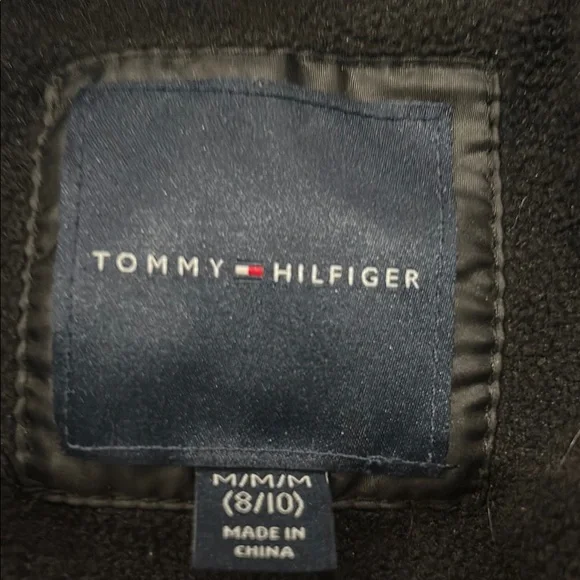 TOMMY HILFIGER
M/M/M
(8/10)
MADE IN
CHINA